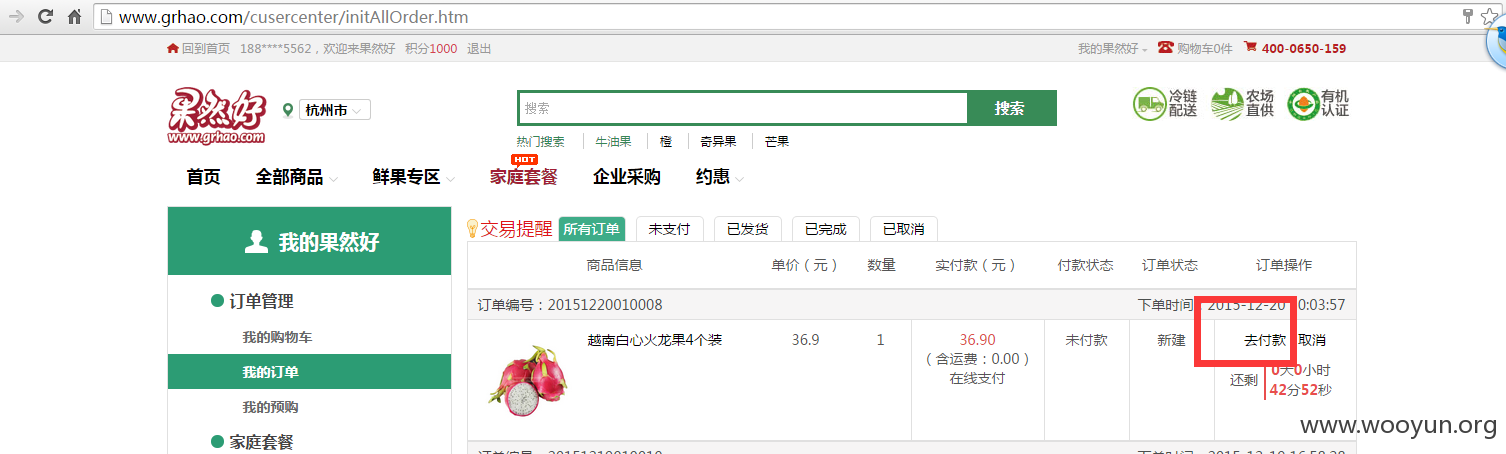 www.grhao.com/cusercenter/initAllOrder.htm
回到首页 188****5562，欢迎来果然好 积分1000 退出 我的果然好 购物车0件 400-0650-159
果然好
www.grhao.com
杭州市
搜索 搜索
冷链配送 农场直供 有机认证
热门搜索 牛油果 橙 奇异果 芒果
HOT
首页 全部商品 鲜果专区 家庭套餐 企业采购 约惠
我的果然好
订单管理
我的购物车
我的订单
我的预购
家庭套餐
交易提醒 所有订单 未支付 已发货 已完成 已取消
商品信息 单价（元） 数量 实付款（元） 付款状态 订单状态 订单操作
订单编号：20151220010008 下单时间：2015-12-20 10:03:57
越南白心火龙果4个装 36.9 1 36.90 未付款 新建 去付款 取消
（含运费：0.00）
在线支付
还剩 0天0小时
42分52秒
www.wooyun.org